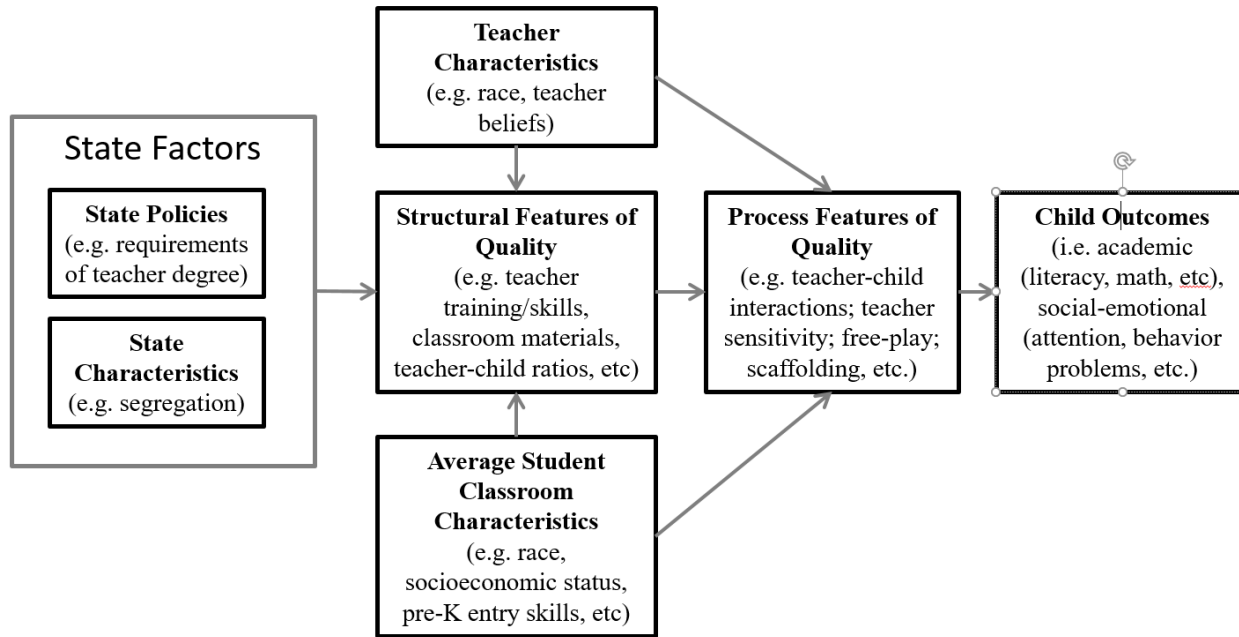 Teacher
Characteristics
(e.g. race, teacher
beliefs)
State Factors
State Policies
(e.g. requirements
of teacher degree)
State
Characteristics
(e.g. segregation)
Structural Features of
Quality
(e.g. teacher
training/skills,
classroom materials,
teacher-child ratios, etc)
Process Features of
Quality
(e.g. teacher-child
interactions; teacher
sensitivity; free-play;
scaffolding, etc.)
Child Outcomes
(i.e. academic
(literacy, math, etc),
social-emotional
(attention, behavior
problems, etc.)
Average Student
Classroom
Characteristics
(e.g. race,
socioeconomic status,
pre-K entry skills, etc)